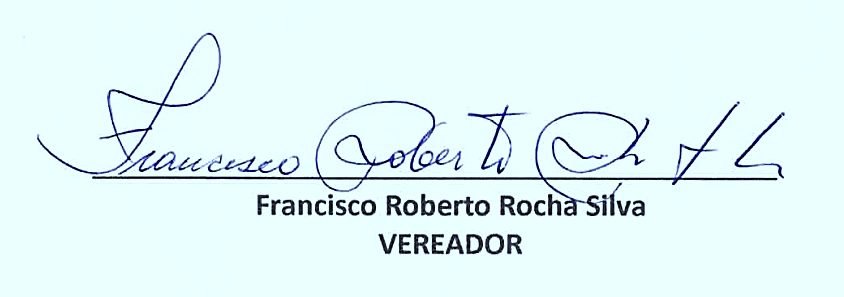 Francisco Roberto
Francisco Roberto Rocha Silva
VEREADOR